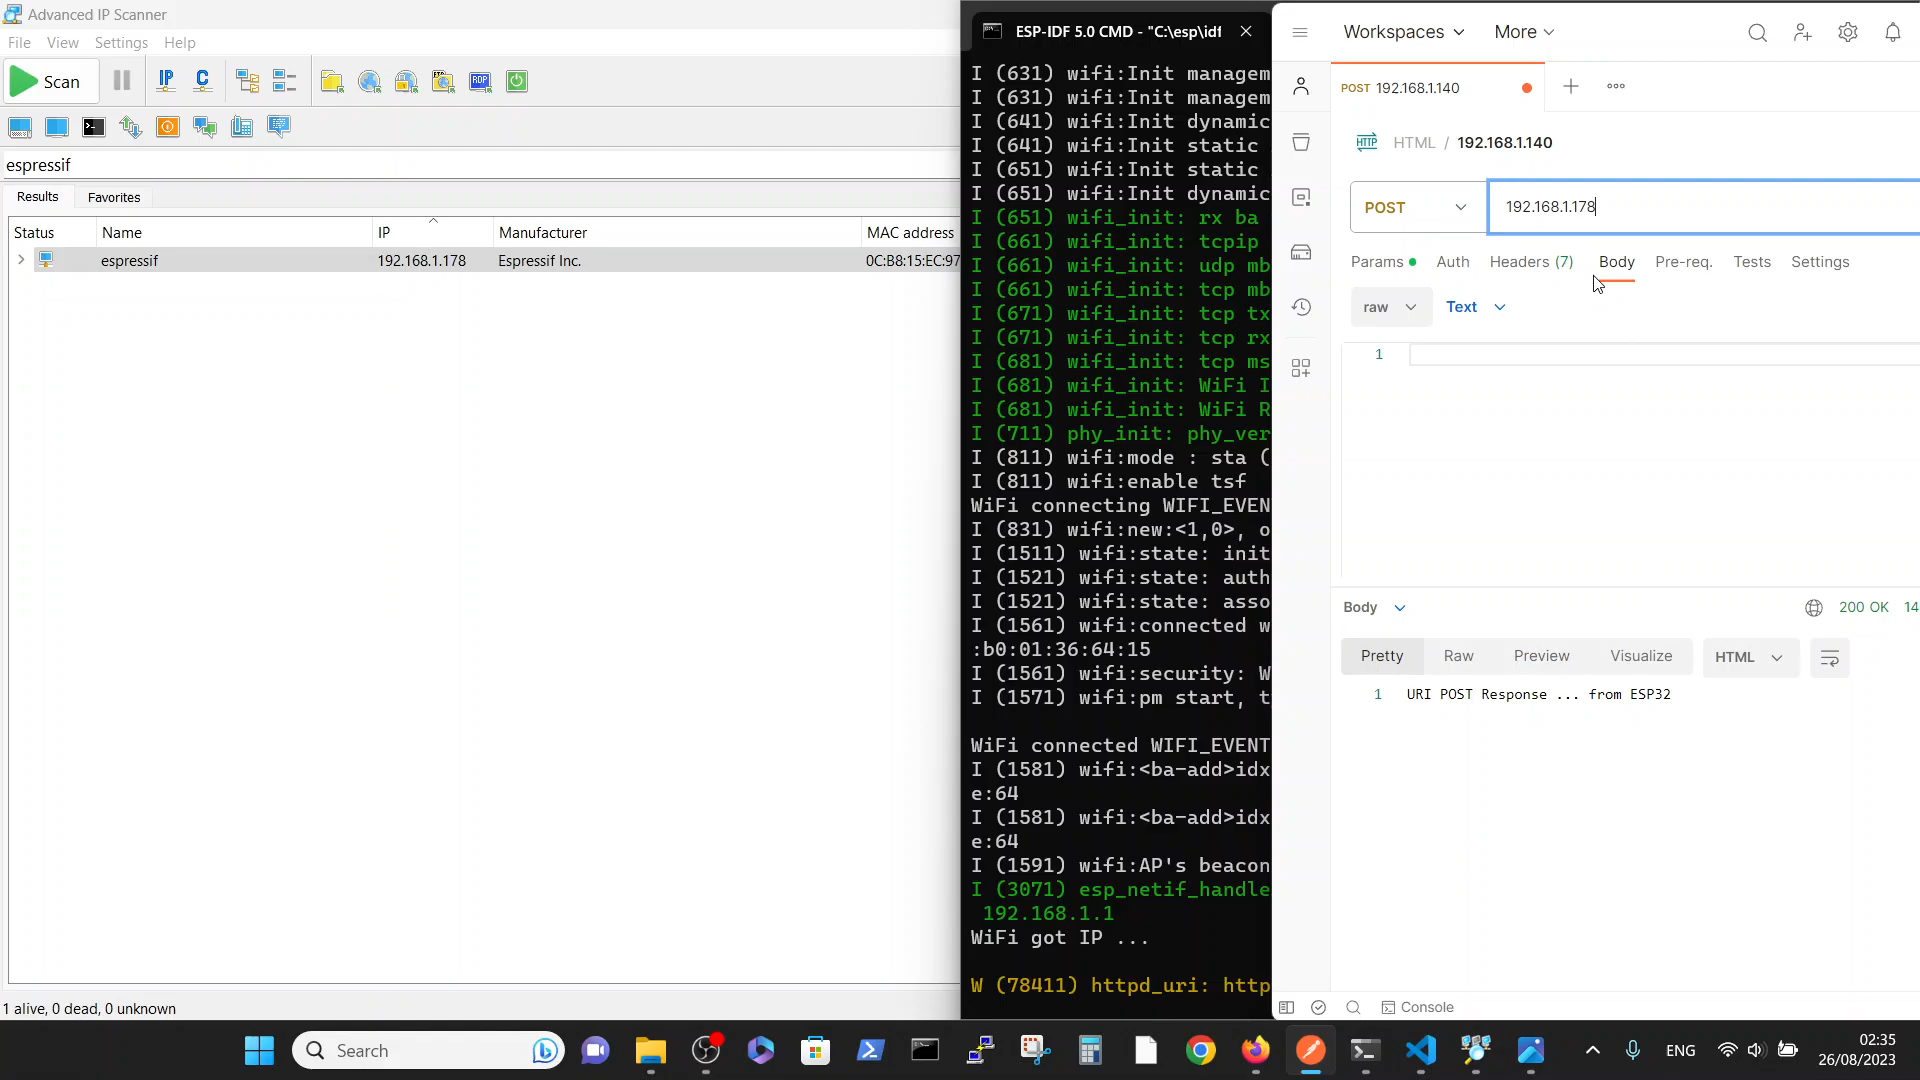 Advanced IP Scanner
File View Settings Help
Scan
IP C
RDP
espressif
Results Favorites
Status Name IP Manufacturer MAC address
espressif 192.168.1.178 Espressif Inc. 0C:B8:15:EC:97
1 alive, 0 dead, 0 unknown
ESP-IDF 5.0 CMD - "C:\esp\idf
I (631) wifi:Init managem
I (631) wifi:Init managem
I (641) wifi:Init dynamic
I (641) wifi:Init static
I (651) wifi:Init static
I (651) wifi:Init dynamic
I (651) wifi_init: rx ba
I (661) wifi_init: tcpip
I (661) wifi_init: udp mb
I (661) wifi_init: tcp mb
I (671) wifi_init: tcp tx
I (671) wifi_init: tcp rx
I (681) wifi_init: tcp ms
I (681) wifi_init: WiFi I
I (681) wifi_init: WiFi R
I (711) phy_init: phy_ver
I (811) wifi:mode : sta (
I (811) wifi:enable tsf
WiFi connecting WIFI_EVEN
I (831) wifi:new:<1,0>, o
I (1511) wifi:state: init
I (1521) wifi:state: auth
I (1521) wifi:state: asso
I (1561) wifi:connected w
:b0:01:36:64:15
I (1561) wifi:security: W
I (1571) wifi:pm start, t
WiFi connected WIFI_EVENT
I (1581) wifi:<ba-add>idx
e:64
I (1581) wifi:<ba-add>idx
e:64
I (1591) wifi:AP's beacon
I (3071) esp_netif_handle
192.168.1.1
WiFi got IP ...
W (78411) httpd_uri: http
Workspaces More
POST 192.168.1.140
HTTP HTML / 192.168.1.140
POST 192.168.1.178
Params Auth Headers (7) Body Pre-req. Tests Settings
raw Text
1
Body 200 OK 14
Pretty Raw Preview Visualize HTML
1 URI POST Response ... from ESP32
Console
Search ENG 02:35
26/08/2023